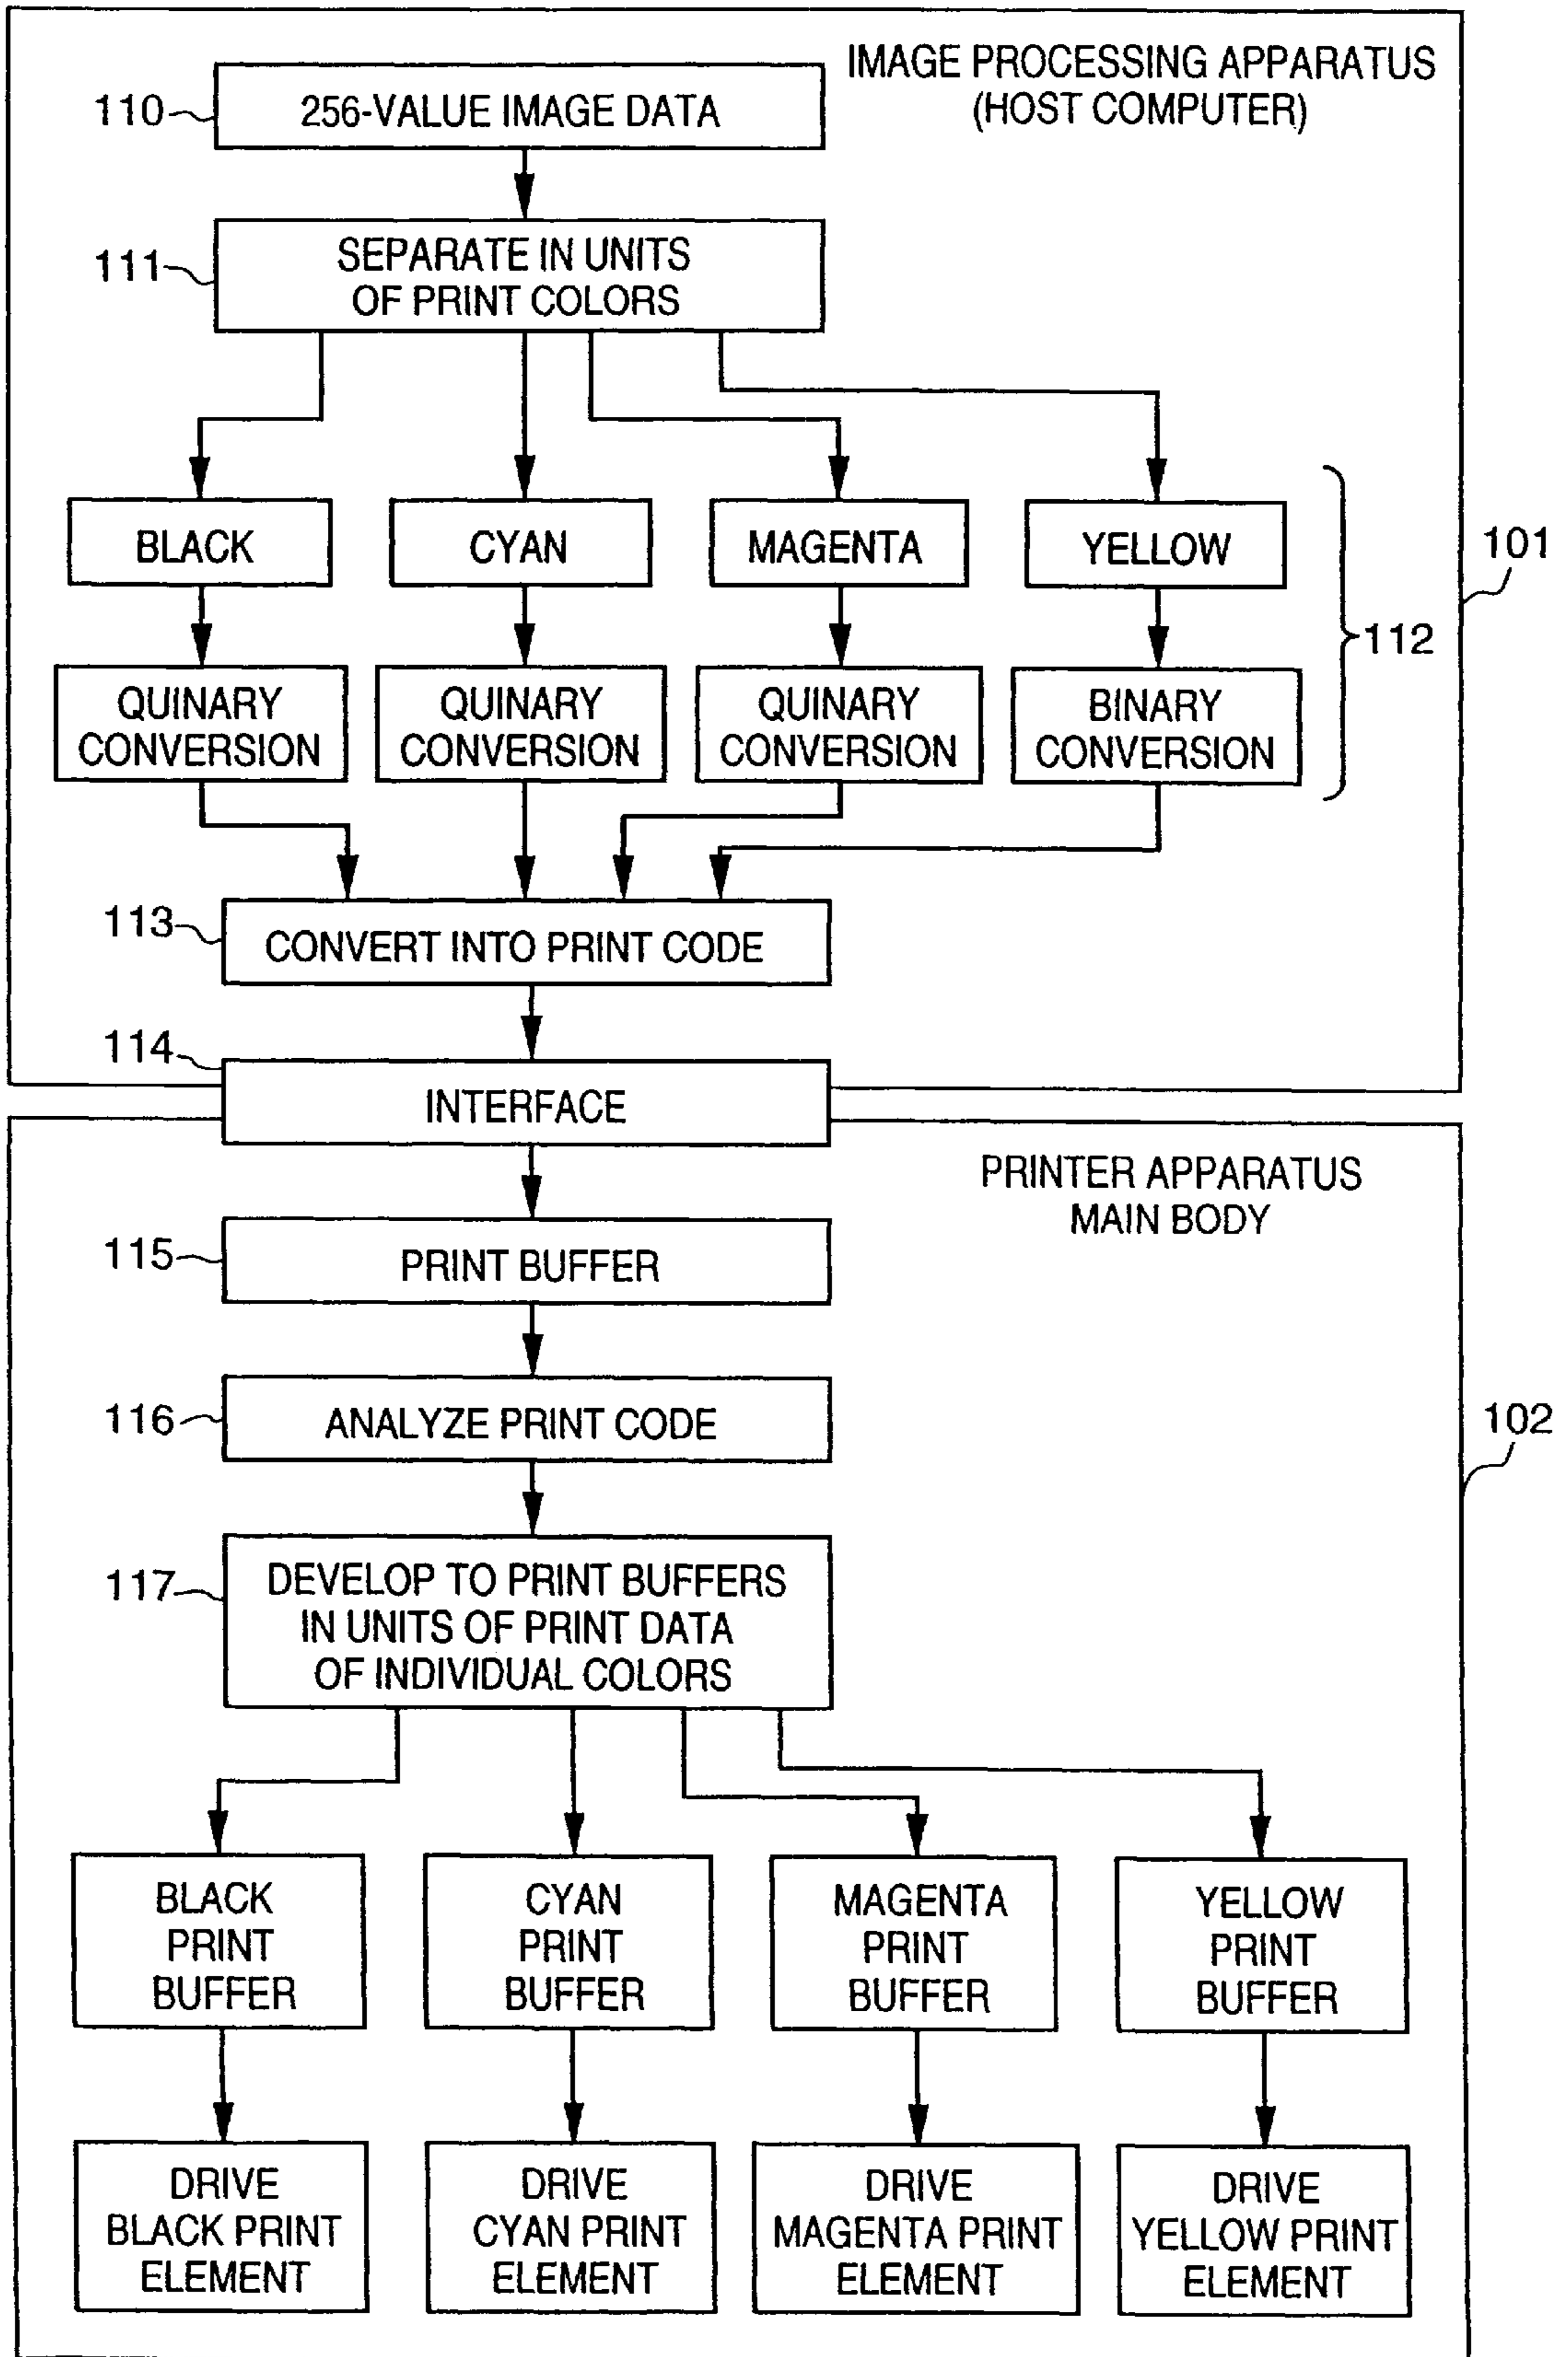 IMAGE PROCESSING APPARATUS
(HOST COMPUTER)
110
256-VALUE IMAGE DATA
111
SEPARATE IN UNITS
OF PRINT COLORS
BLACK
CYAN
MAGENTA
YELLOW
101
112
QUINARY
CONVERSION
QUINARY
CONVERSION
QUINARY
CONVERSION
BINARY
CONVERSION
113
CONVERT INTO PRINT CODE
114
INTERFACE
PRINTER APPARATUS
MAIN BODY
115
PRINT BUFFER
116
ANALYZE PRINT CODE
102
117
DEVELOP TO PRINT BUFFERS
IN UNITS OF PRINT DATA
OF INDIVIDUAL COLORS
BLACK
PRINT
BUFFER
CYAN
PRINT
BUFFER
MAGENTA
PRINT
BUFFER
YELLOW
PRINT
BUFFER
DRIVE
BLACK PRINT
ELEMENT
DRIVE
CYAN PRINT
ELEMENT
DRIVE
MAGENTA PRINT
ELEMENT
DRIVE
YELLOW PRINT
ELEMENT